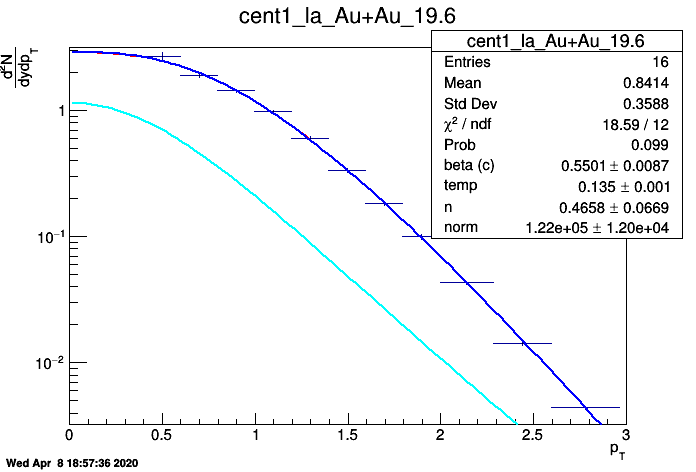 cent1_la_Au+Au_19.6
cent1_la_Au+Au_19.6
Entries 16
Mean 0.8414
Std Dev 0.3588
χ² / ndf 18.59 / 12
Prob 0.099
beta (c) 0.5501 ± 0.0087
temp 0.135 ± 0.001
n 0.4658 ± 0.0669
norm 1.22e+05 ± 1.20e+04
d²N
dydp_T
1
10⁻¹
10⁻²
0 0.5 1 1.5 2 2.5 3
p_T
Wed Apr 8 18:57:36 2020